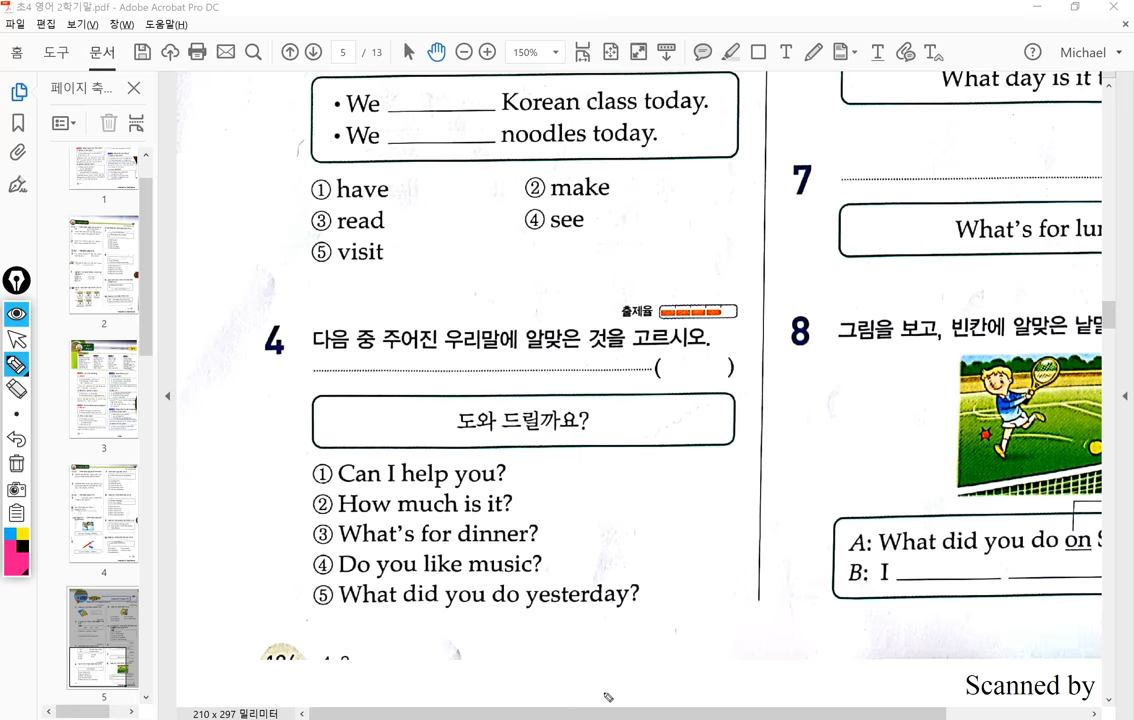 초4 영어 2학기말.pdf - Adobe Acrobat Pro DC
파일 편집 보기(V) 창(W) 도움말(H)
홈 도구 문서 5 / 13 150% Michael
페이지 축...
1
2
3
4
5
• We ________ Korean class today.
• We ________ noodles today.
① have ② make
③ read ④ see
⑤ visit
출제율
4 다음 중 주어진 우리말에 알맞은 것을 고르시오.
( )
도와 드릴까요?
① Can I help you?
② How much is it?
③ What's for dinner?
④ Do you like music?
⑤ What did you do yesterday?
What day is it
7
What's for
8 그림을 보고, 빈칸에 알맞은
A: What did you do on
B: I ________ ________
Scanned by
210 x 297 밀리미터